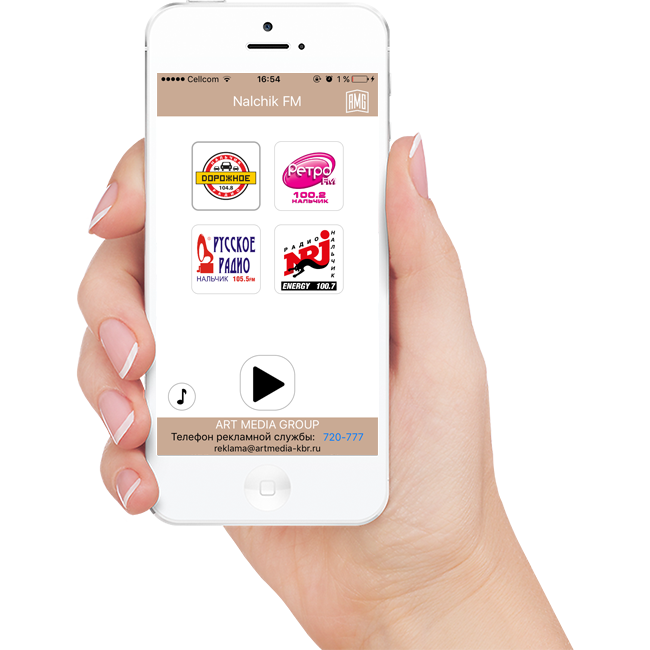 Cellcom 16:54 1 %
Nalchik FM
AMG
НАЛЬЧИК
ДОРОЖНОЕ
104.8
РАДИО
Ретро
FM
100.2
НАЛЬЧИК
РУССКОЕ
РАДИО
НАЛЬЧИК 105.5FM
РАДИО
НАЛЬЧИК
NRJ
ENERGY 100.7
ART MEDIA GROUP
Телефон рекламной службы: 720-777
reklama@artmedia-kbr.ru